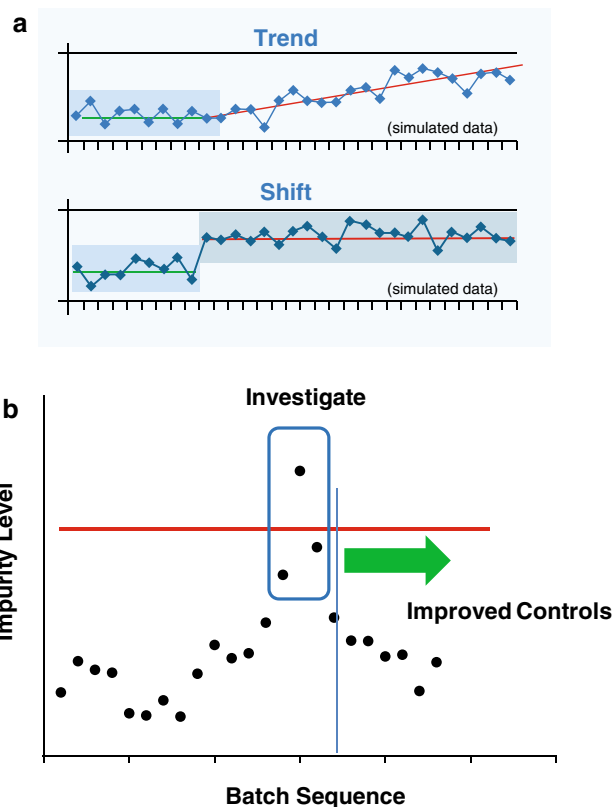 a
Trend
(simulated data)
Shift
(simulated data)
b
Investigate
Impurity Level
Improved Controls
Batch Sequence